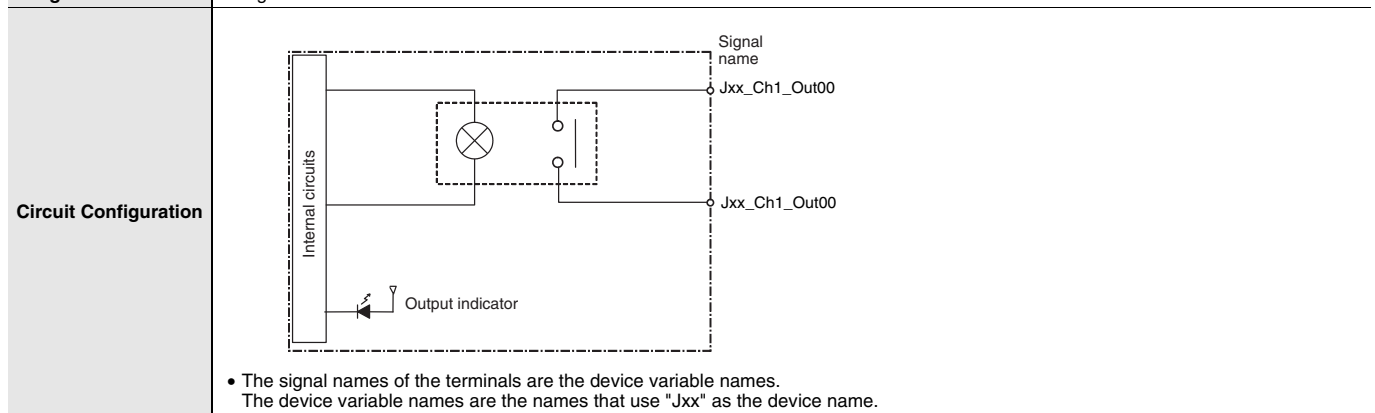 Circuit Configuration
Signal
name
Jxx_Ch1_Out00
Internal circuits
Jxx_Ch1_Out00
Output indicator
• The signal names of the terminals are the device variable names.
The device variable names are the names that use "Jxx" as the device name.